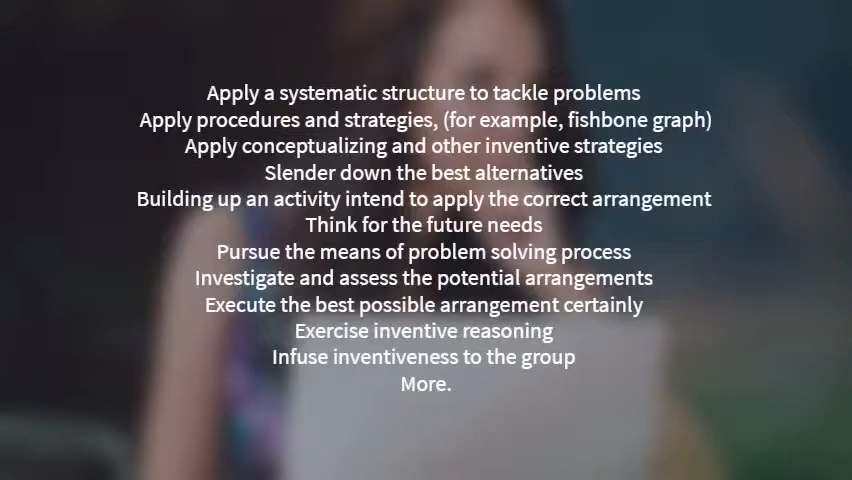 Apply a systematic structure to tackle problems
Apply procedures and strategies, (for example, fishbone graph)
Apply conceptualizing and other inventive strategies
Slender down the best alternatives
Building up an activity intend to apply the correct arrangement
Think for the future needs
Pursue the means of problem solving process
Investigate and assess the potential arrangements
Execute the best possible arrangement certainly
Exercise inventive reasoning
Infuse inventiveness to the group
More.